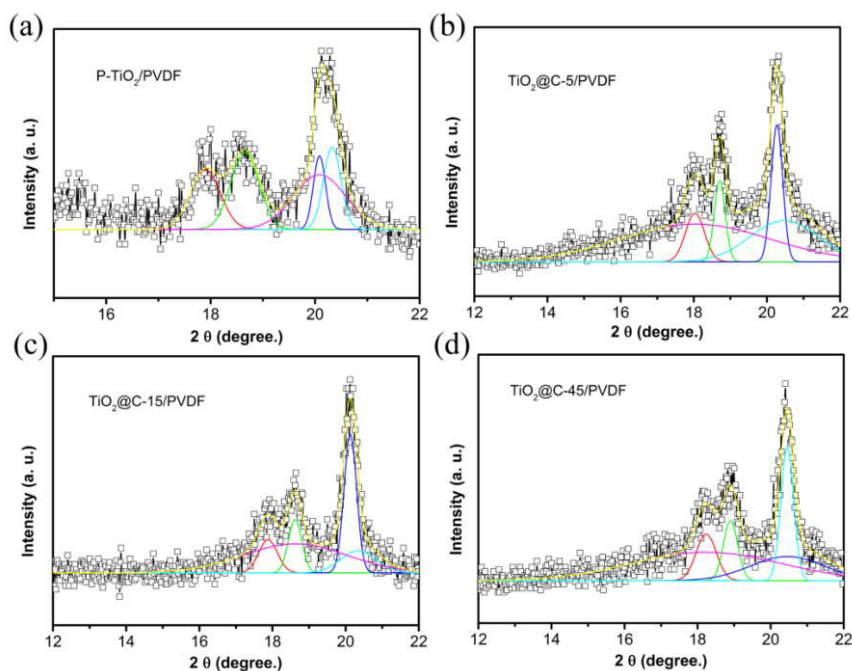 (a)
P-TiO₂/PVDF
Intensity (a. u.)
16 18 20 22
2 θ (degree.)
(b)
TiO₂@C-5/PVDF
Intensity (a. u.)
12 14 16 18 20 22
2 θ (degree.)
(c)
TiO₂@C-15/PVDF
Intensity (a. u.)
12 14 16 18 20 22
2 θ (degree.)
(d)
TiO₂@C-45/PVDF
Intensity (a. u.)
12 14 16 18 20 22
2 θ (degree.)